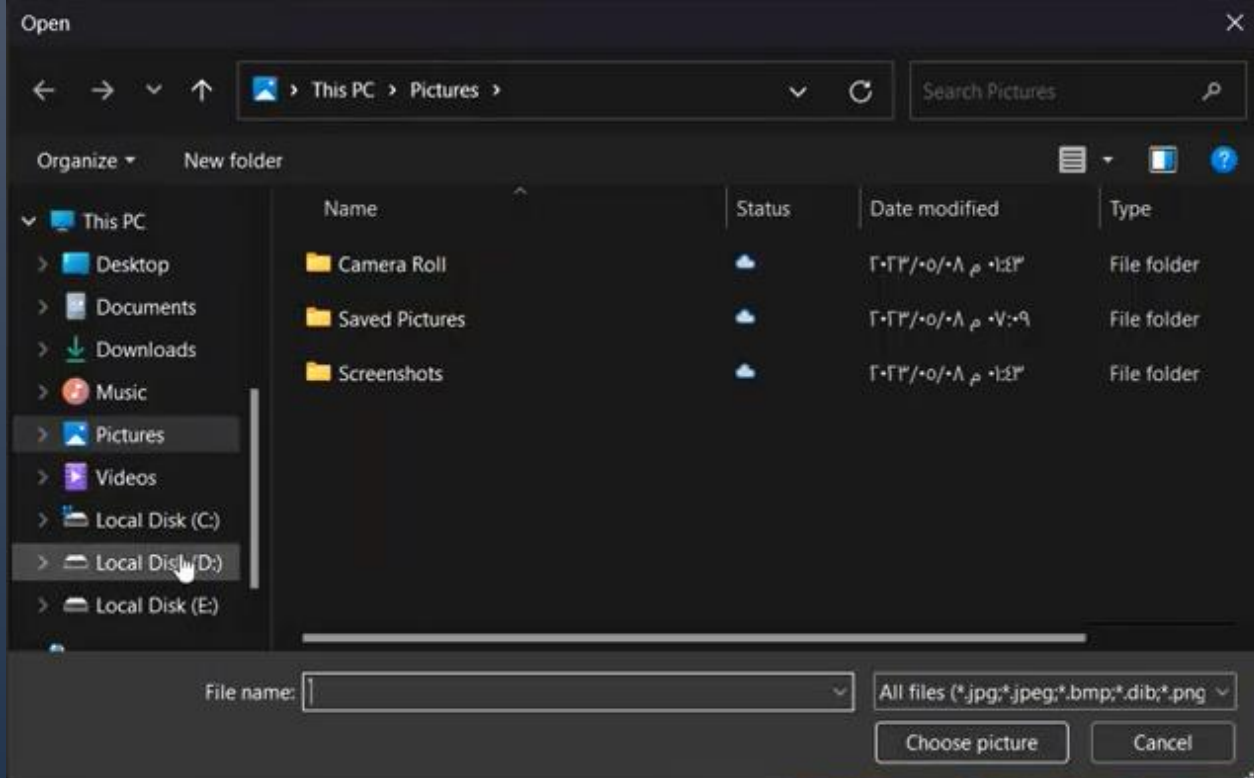 Open
This PC > Pictures >
Search Pictures
Organize
New folder
Name
Status
Date modified
Type
This PC
Desktop
Documents
Downloads
Music
Pictures
Videos
Local Disk (C:)
Local Disk (D:)
Local Disk (E:)
Camera Roll
٢٠٢٣/٠٥/٠٨ م ٠١:٤٣
File folder
Saved Pictures
٢٠٢٣/٠٥/٠٨ م ٠٧:٠٩
File folder
Screenshots
٢٠٢٣/٠٥/٠٨ م ٠١:٤٣
File folder
File name:
All files (*.jpg;*.jpeg;*.bmp;*.dib;*.png
Choose picture
Cancel